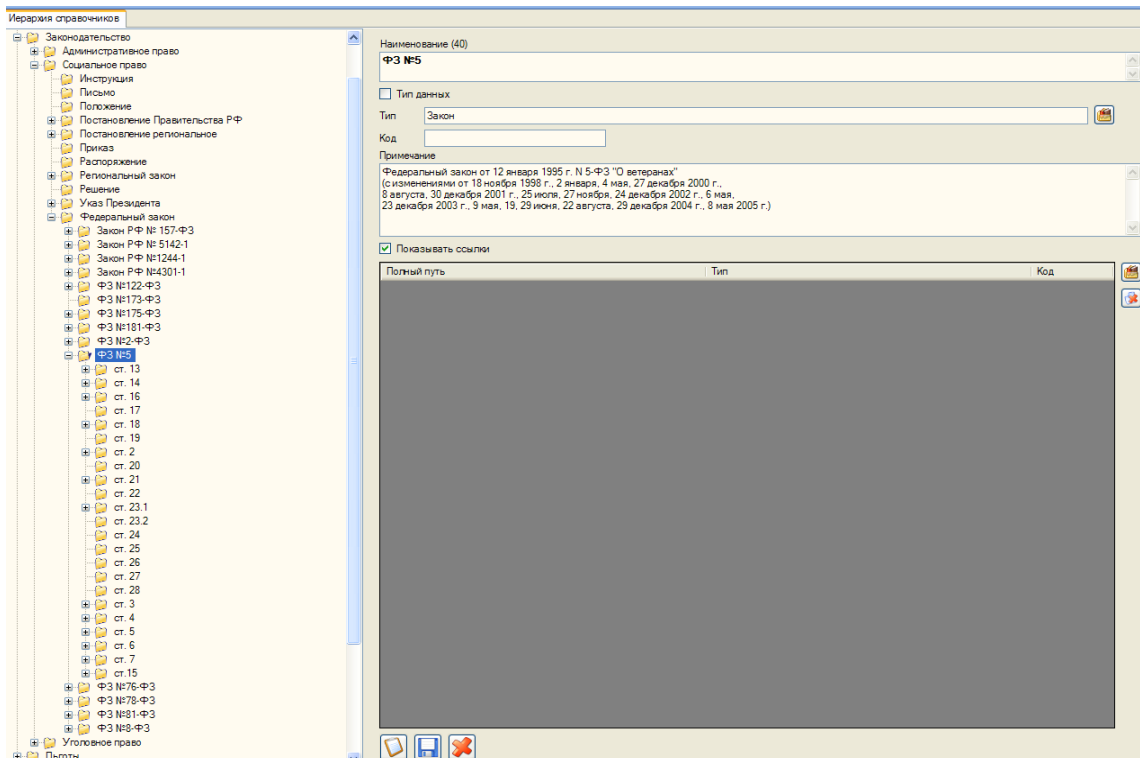 Иерархия справочников
Законодательство
Административное право
Социальное право
Инструкция
Письмо
Положение
Постановление Правительства РФ
Постановление региональное
Приказ
Распоряжение
Региональный закон
Решение
Указ Президента
Федеральный закон
Закон РФ № 157-ФЗ
Закон РФ № 5142-1
Закон РФ №1244-1
Закон РФ №4301-1
ФЗ №122-ФЗ
ФЗ №173-ФЗ
ФЗ №175-ФЗ
ФЗ №181-ФЗ
ФЗ №2-ФЗ
ФЗ №5
ст. 13
ст. 14
ст. 16
ст. 17
ст. 18
ст. 19
ст. 2
ст. 20
ст. 21
ст. 22
ст. 23.1
ст. 23.2
ст. 24
ст. 25
ст. 26
ст. 27
ст. 28
ст. 3
ст. 4
ст. 5
ст. 6
ст. 7
ст.15
ФЗ №76-ФЗ
ФЗ №78-ФЗ
ФЗ №81-ФЗ
ФЗ №8-ФЗ
Уголовное право
Льготы
Наименование (40)
ФЗ №5
Тип данных
Тип Закон
Код
Примечание
Федеральный закон от 12 января 1995 г. N 5-ФЗ "О ветеранах"
(с изменениями от 18 ноября 1998 г., 2 января, 4 мая, 27 декабря 2000 г.,
8 августа, 30 декабря 2001 г., 25 июля, 27 ноября, 24 декабря 2002 г., 6 мая,
23 декабря 2003 г., 9 мая, 19, 29 июня, 22 августа, 29 декабря 2004 г., 8 мая 2005 г.)
Показывать ссылки
Полный путь Тип Код